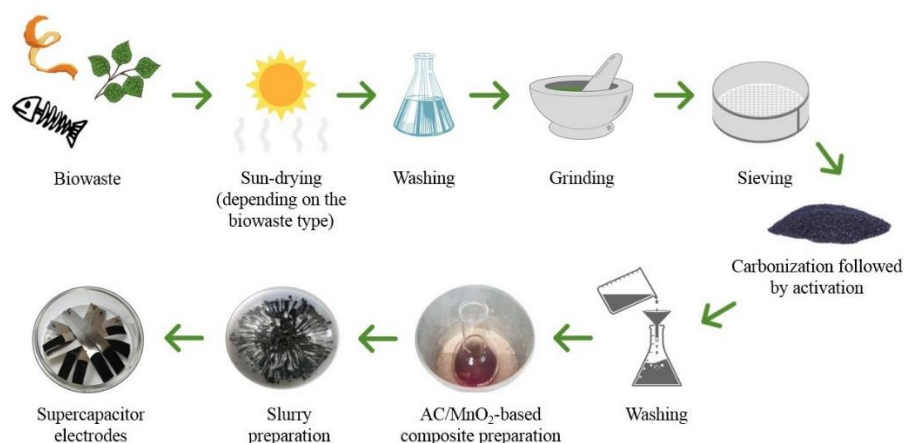 Biowaste
Sun-drying
(depending on the
biowaste type)
Washing
Grinding
Sieving
Carbonization followed
by activation
Washing
AC/MnO₂-based
composite preparation
Slurry
preparation
Supercapacitor
electrodes